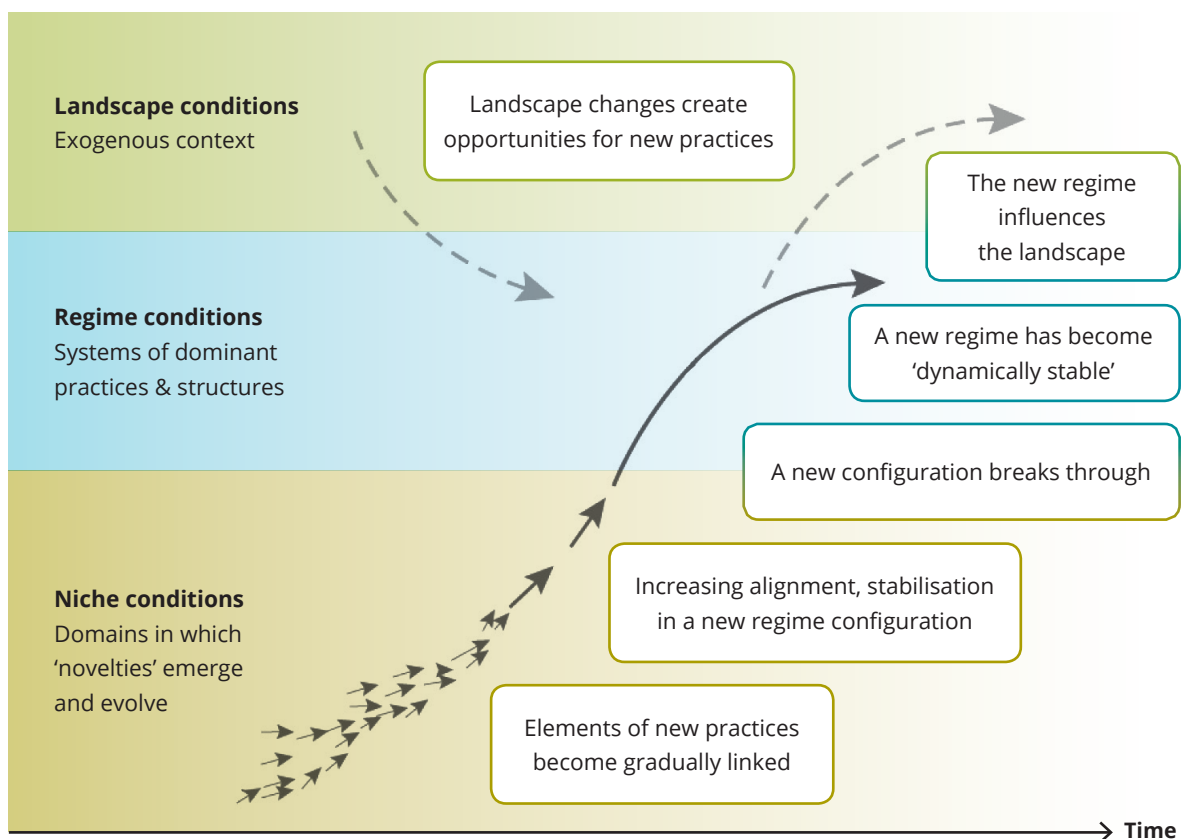 Landscape conditions
Exogenous context
Landscape changes create
opportunities for new practices
The new regime
influences
the landscape
Regime conditions
Systems of dominant
practices & structures
A new regime has become
‘dynamically stable’
A new configuration breaks through
Niche conditions
Domains in which
‘novelties’ emerge
and evolve
Increasing alignment, stabilisation
in a new regime configuration
Elements of new practices
become gradually linked
Time